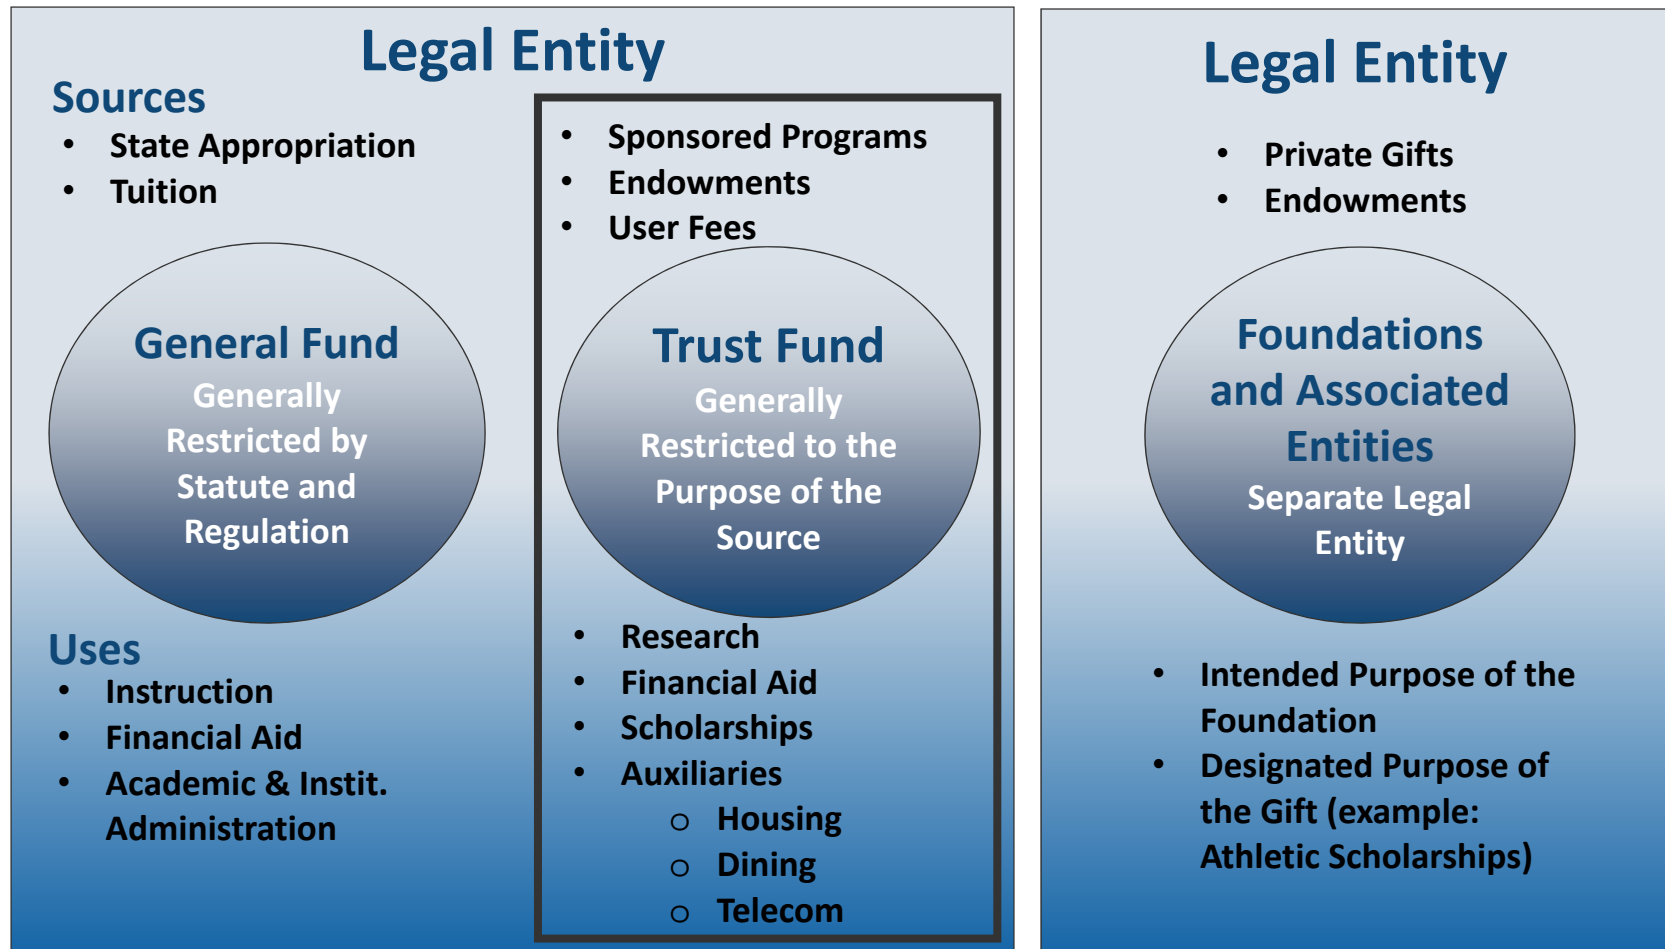 Legal Entity
Sources
• State Appropriation
• Tuition
General Fund
Generally
Restricted by
Statute and
Regulation
Uses
• Instruction
• Financial Aid
• Academic & Instit.
Administration
• Sponsored Programs
• Endowments
• User Fees
Trust Fund
Generally
Restricted to the
Purpose of the
Source
• Research
• Financial Aid
• Scholarships
• Auxiliaries
o Housing
o Dining
o Telecom
Legal Entity
• Private Gifts
• Endowments
Foundations
and Associated
Entities
Separate Legal
Entity
• Intended Purpose of the
Foundation
• Designated Purpose of
the Gift (example:
Athletic Scholarships)